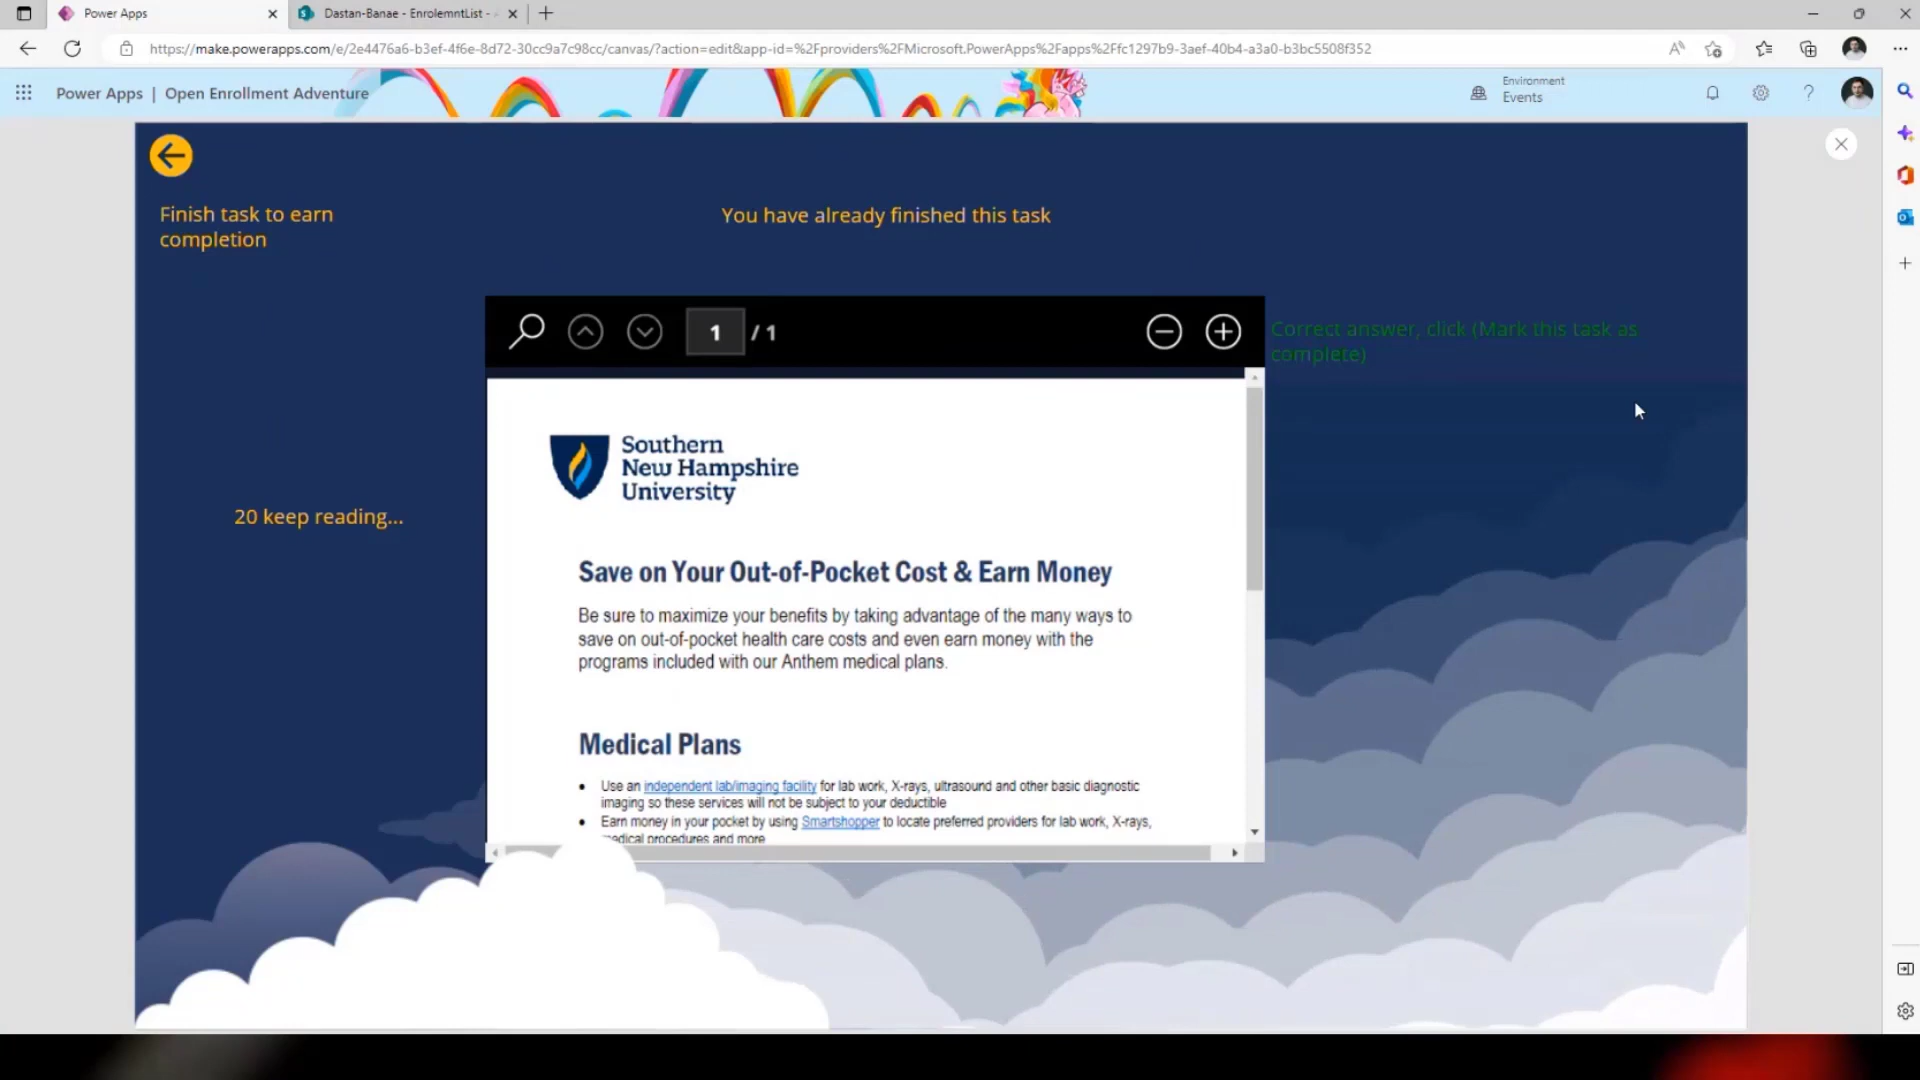 Power Apps
Dastan-Banae - EnrolemntList -
https://make.powerapps.com/e/2e4476a6-b3ef-4f6e-8d72-30cc9a7c98cc/canvas/?action=edit&app-id=%2Fproviders%2FMicrosoft.PowerApps%2Fapps%2Ffc1297b9-3aef-40b4-a3a0-b3bc5508f352
Power Apps | Open Enrollment Adventure
Environment
Events
Finish task to earn
completion
You have already finished this task
1 / 1
Correct answer, click (Mark this task as
complete)
Southern
New Hampshire
University
20 keep reading...
Save on Your Out-of-Pocket Cost & Earn Money
Be sure to maximize your benefits by taking advantage of the many ways to
save on out-of-pocket health care costs and even earn money with the
programs included with our Anthem medical plans.
Medical Plans
• Use an independent lab/imaging facility for lab work, X-rays, ultrasound and other basic diagnostic
imaging so these services will not be subject to your deductible
• Earn money in your pocket by using Smartshopper to locate preferred providers for lab work, X-rays,
medical procedures and more